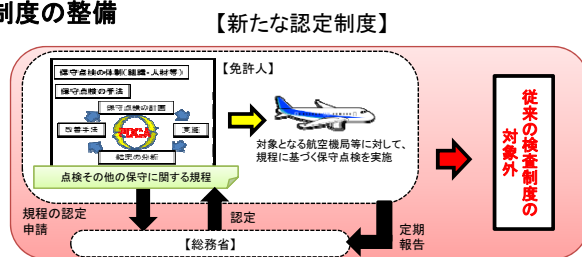 制度の整備
【新たな認定制度】
保守点検の体制(組織・人材等)
保守点検の手法
保守点検の計画
改善手法
PDCA
実施
結果の分析
点検その他の保守に関する規程
【免許人】
対象となる航空機局等に対して、
規程に基づく保守点検を実施
従来の検査制度の
対象外
規程の認定
申請
認定
定期
報告
【総務省】